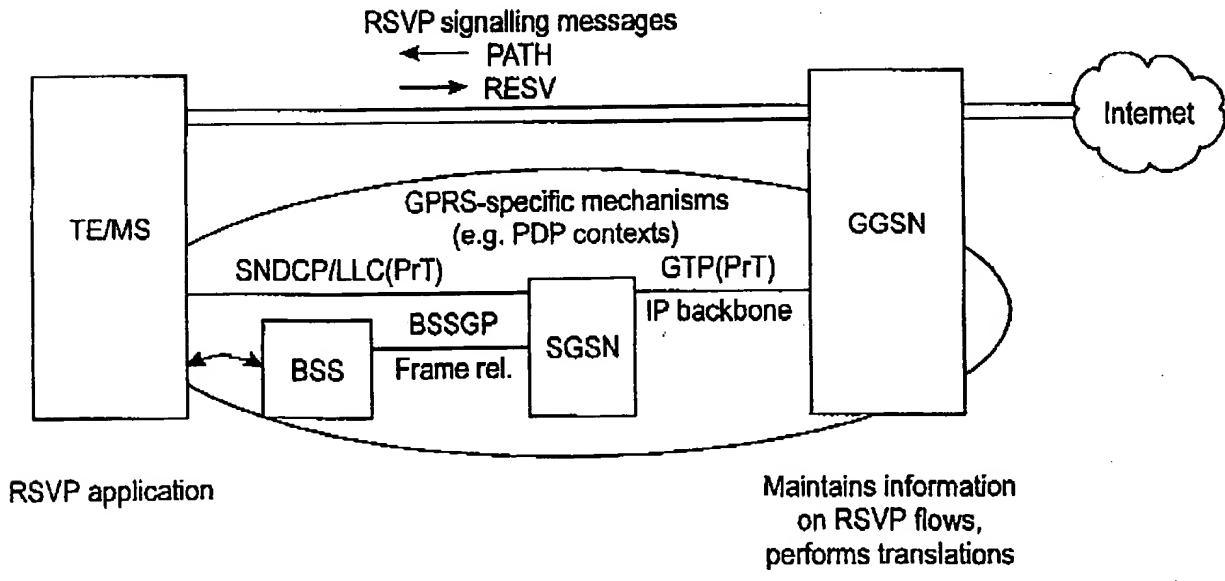 RSVP signalling messages
PATH
RESV
Internet
TE/MS
GPRS-specific mechanisms
(e.g. PDP contexts)
GGSN
SNDCP/LLC(PrT)
GTP(PrT)
IP backbone
BSSGP
SGSN
BSS
Frame rel.
RSVP application
Maintains information
on RSVP flows,
performs translations